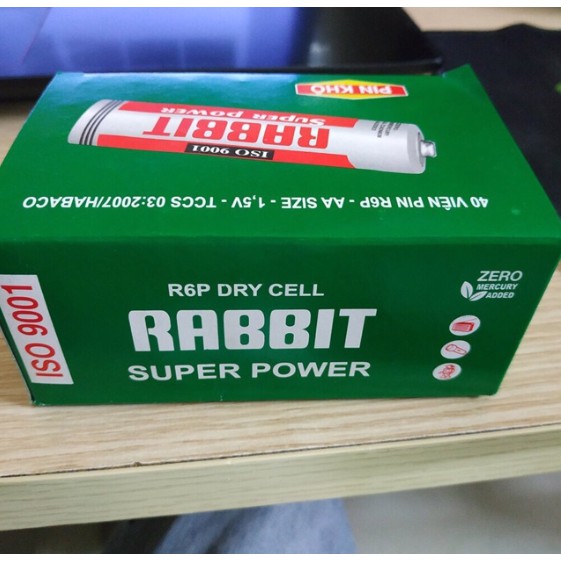 PIN KHÔ
RABBIT
Super power
ISO 9001
40 VIÊN PIN R6P - AA SIZE - 1,5V - TCCS 03:2007/HABACO
ISO 9001
R6P DRY CELL
RABBIT
SUPER POWER
ZERO
MERCURY
ADDED